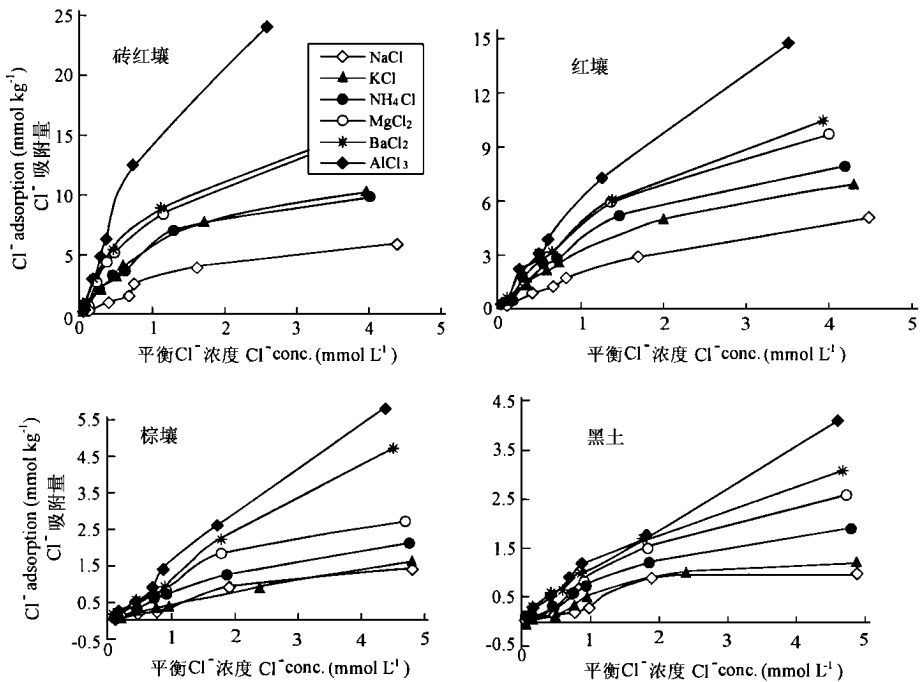 Cl⁻ adsorption (mmol kg⁻¹)
Cl⁻ 吸附量
25
20
15
10
5
0
砖红壤
NaCl
KCl
NH₄Cl
MgCl₂
BaCl₂
AlCl₃
0 1 2 3 4 5
平衡Cl⁻浓度 Cl⁻conc. (mmol L⁻¹)
15
12
9
6
3
0
红壤
0 1 2 3 4 5
平衡Cl⁻浓度 Cl⁻conc. (mmol L⁻¹)
Cl⁻ adsorption (mmol kg⁻¹)
Cl⁻ 吸附量
5.5
4.5
3.5
2.5
1.5
0.5
-0.5
棕壤
0 1 2 3 4 5
平衡Cl⁻浓度 Cl⁻conc. (mmol L⁻¹)
4.5
3.5
2.5
1.5
0.5
-0.5
黑土
0 1 2 3 4 5
平衡Cl⁻浓度 Cl⁻conc. (mmol L⁻¹)